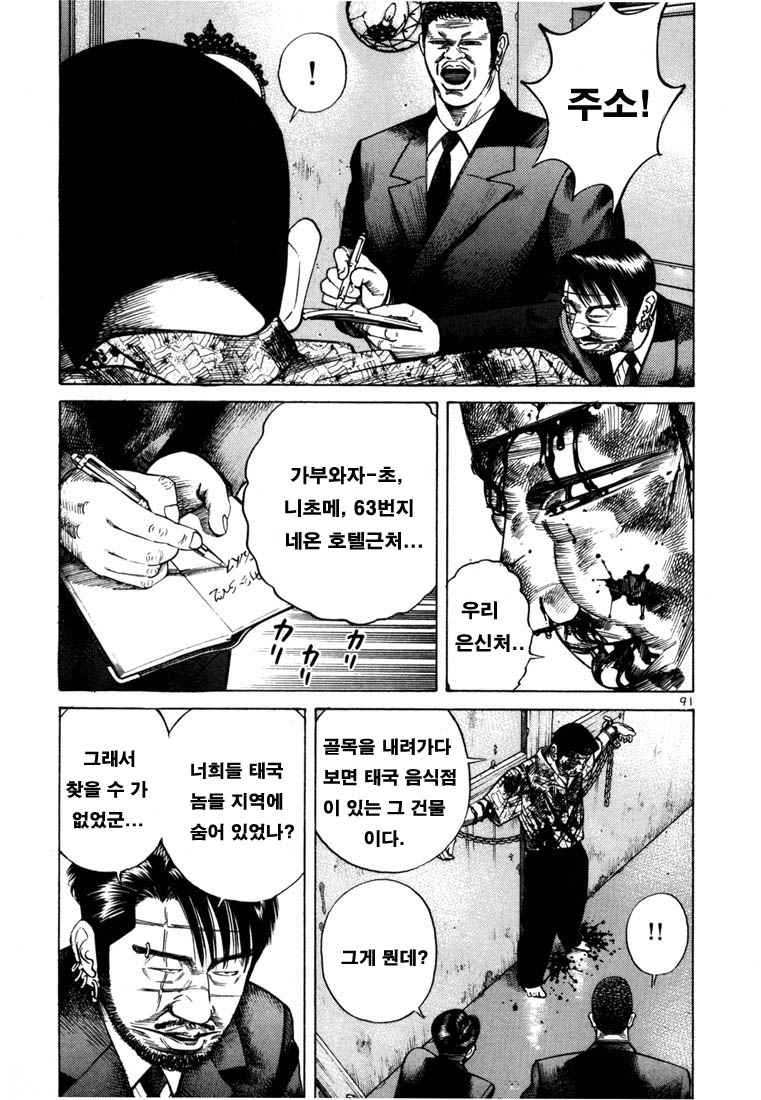 주소!
!
우리
은신처..
가부와자-초,
니초메, 63번지
네온 호텔근처...
カリ
カリ
91
골목을 내려가다
보면 태국 음식점
이 있는 그 건물
이다.
!!
그게 뭔데?
너희들 태국
놈들 지역에
숨어 있었나?
그래서
찾을 수 가
없었군...